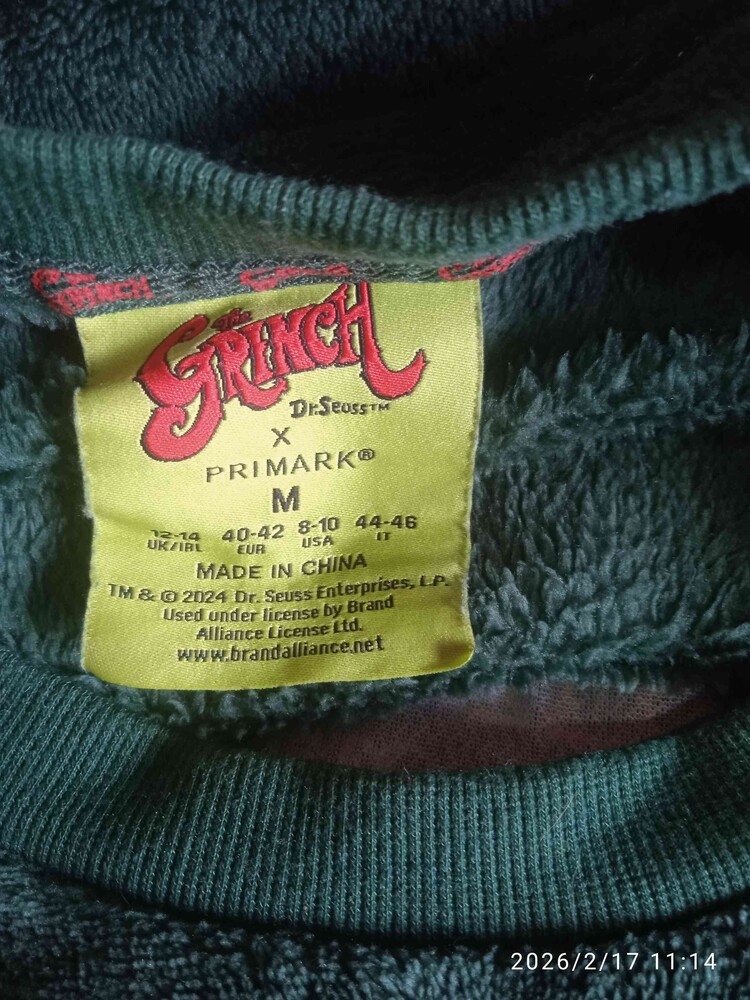 GRINCH
The
GRINCH
Dr. Seuss™
X
PRIMARK®
M
12-14 40-42 8-10 44-46
UK/IRL EUR USA IT
MADE IN CHINA
TM & © 2024 Dr. Seuss Enterprises, L.P.
Used under license by Brand
Alliance License Ltd.
www.brandalliance.net
2026/2/17 11:14